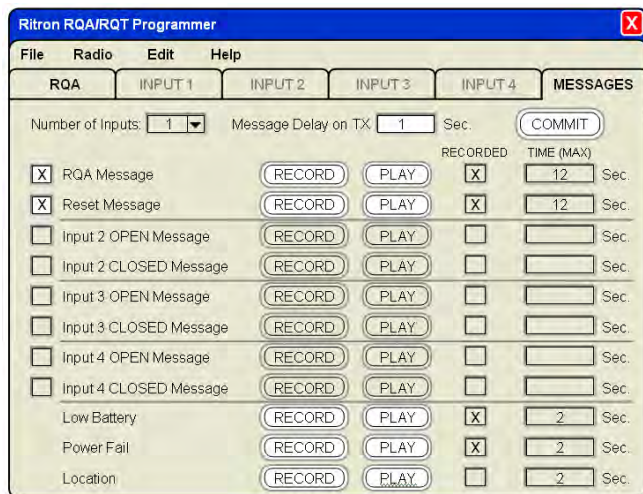 Ritron RQA/RQT Programmer X
File Radio Edit Help
RQA INPUT 1 INPUT 2 INPUT 3 INPUT 4 MESSAGES
Number of Inputs: 1 Message Delay on TX 1 Sec. COMMIT
RECORDED TIME (MAX)
X RQA Message RECORD PLAY X 12 Sec.
X Reset Message RECORD PLAY X 12 Sec.
Input 2 OPEN Message RECORD PLAY Sec.
Input 2 CLOSED Message RECORD PLAY Sec.
Input 3 OPEN Message RECORD PLAY Sec.
Input 3 CLOSED Message RECORD PLAY Sec.
Input 4 OPEN Message RECORD PLAY Sec.
Input 4 CLOSED Message RECORD PLAY Sec.
Low Battery RECORD PLAY X 2 Sec.
Power Fail RECORD PLAY X 2 Sec.
Location RECORD PLAY 2 Sec.